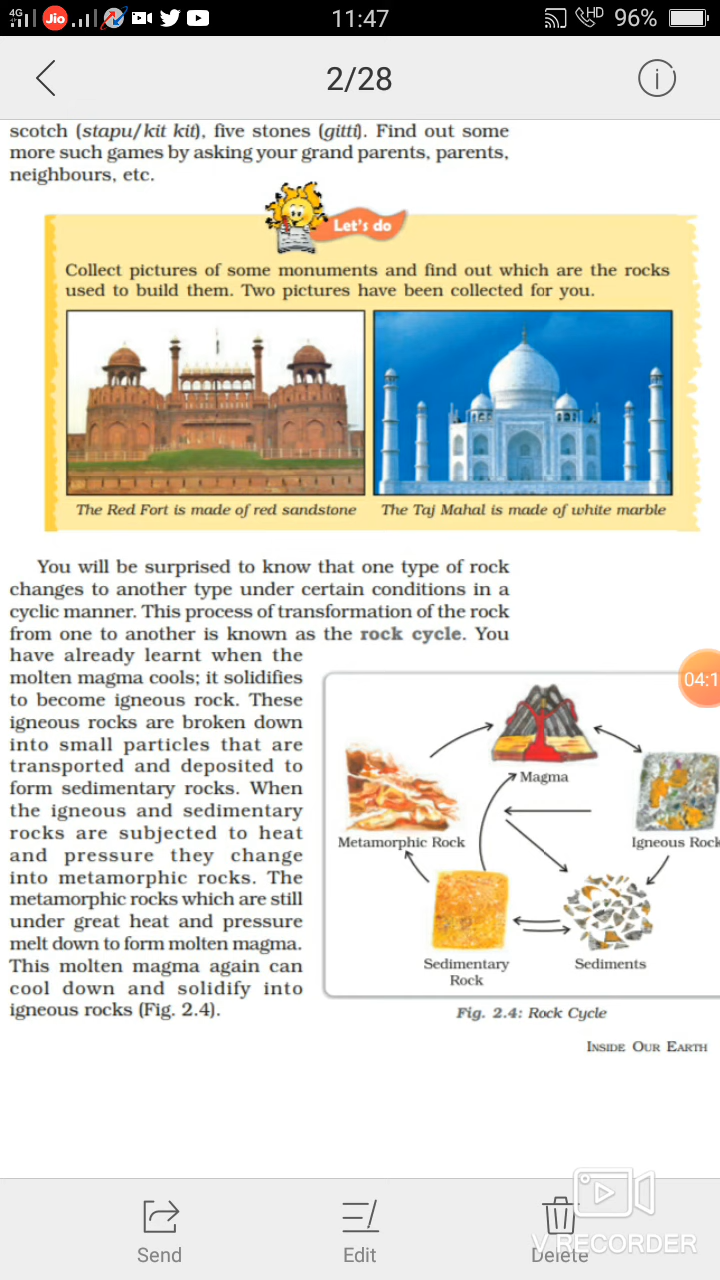 4G
Jio
11:47
HD
96%
2/28
scotch (stapu/kit kit), five stones (gitti). Find out some
more such games by asking your grand parents, parents,
neighbours, etc.
Let's do
Collect pictures of some monuments and find out which are the rocks
used to build them. Two pictures have been collected for you.
The Red Fort is made of red sandstone
The Taj Mahal is made of white marble
You will be surprised to know that one type of rock
changes to another type under certain conditions in a
cyclic manner. This process of transformation of the rock
from one to another is known as the rock cycle. You
have already learnt when the
molten magma cools; it solidifies
to become igneous rock. These
igneous rocks are broken down
into small particles that are
transported and deposited to
form sedimentary rocks. When
the igneous and sedimentary
rocks are subjected to heat
and pressure they change
into metamorphic rocks. The
metamorphic rocks which are still
under great heat and pressure
melt down to form molten magma.
This molten magma again can
cool down and solidify into
igneous rocks (Fig. 2.4).
04:1
Magma
Metamorphic Rock
Igneous Rock
Sedimentary
Rock
Sediments
Fig. 2.4: Rock Cycle
INSIDE OUR EARTH
Send
Edit
Delete
V RECORDER